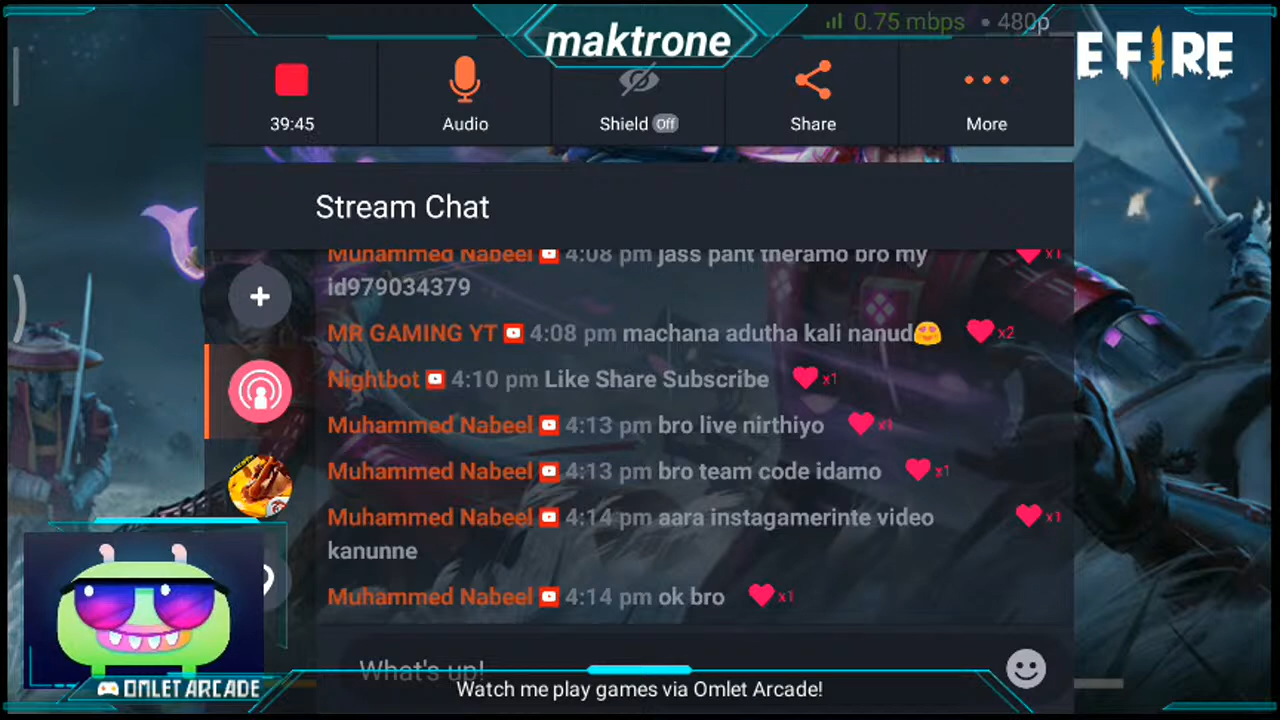 maktrone
0.75 mbps • 480p
E FIRE
39:45
Audio
Shield Off
Share
More
Stream Chat
Muhammed Nabeel 4:08 pm jass pant theramo bro my x1
id979034379
MR GAMING YT 4:08 pm machana adutha kali nanud😍 x2
Nightbot 4:10 pm Like Share Subscribe x1
Muhammed Nabeel 4:13 pm bro live nirthiyo x1
Muhammed Nabeel 4:13 pm bro team code idamo x1
Muhammed Nabeel 4:14 pm aara instagamerinte video x1
kanunne
Muhammed Nabeel 4:14 pm ok bro x1
What's up!
OMLET ARCADE
Watch me play games via Omlet Arcade!